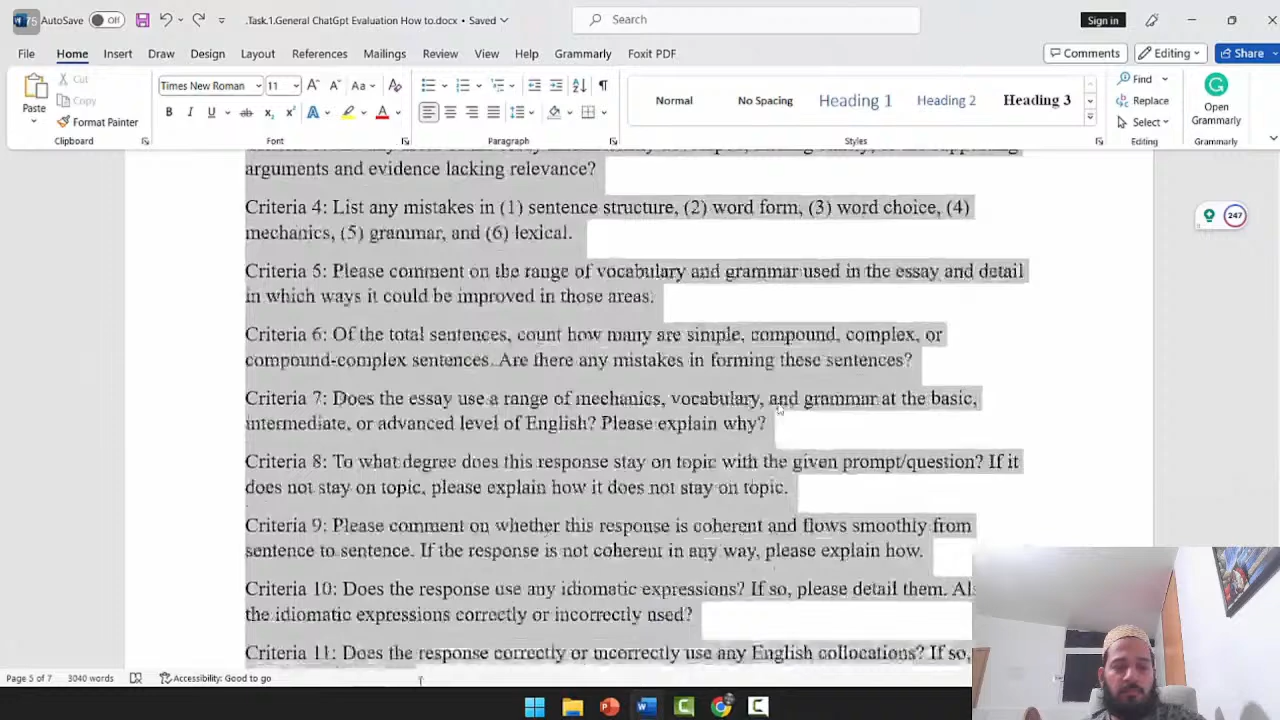 AutoSave Off .Task.1.General ChatGpt Evaluation How to.docx • Saved Search Sign in
File Home Insert Draw Design Layout References Mailings Review View Help Grammarly Foxit PDF Comments Editing Share
Paste Cut Copy Format Painter Times New Roman 11 Normal No Spacing Heading 1 Heading 2 Heading 3 Find Replace Select Open Grammarly
Clipboard Font Paragraph Styles Editing Grammarly
arguments and evidence lacking relevance?
Criteria 4: List any mistakes in (1) sentence structure, (2) word form, (3) word choice, (4)
mechanics, (5) grammar, and (6) lexical.
Criteria 5: Please comment on the range of vocabulary and grammar used in the essay and detail
in which ways it could be improved in those areas.
Criteria 6: Of the total sentences, count how many are simple, compound, complex, or
compound-complex sentences. Are there any mistakes in forming these sentences?
Criteria 7: Does the essay use a range of mechanics, vocabulary, and grammar at the basic,
intermediate, or advanced level of English? Please explain why?
Criteria 8: To what degree does this response stay on topic with the given prompt/question? If it
does not stay on topic, please explain how it does not stay on topic.
Criteria 9: Please comment on whether this response is coherent and flows smoothly from
sentence to sentence. If the response is not coherent in any way, please explain how.
Criteria 10: Does the response use any idiomatic expressions? If so, please detail them.
the idiomatic expressions correctly or incorrectly used?
Criteria 11: Does the response correctly or incorrectly use any English collocations? If so,
247
Page 5 of 7 3040 words Accessibility: Good to go